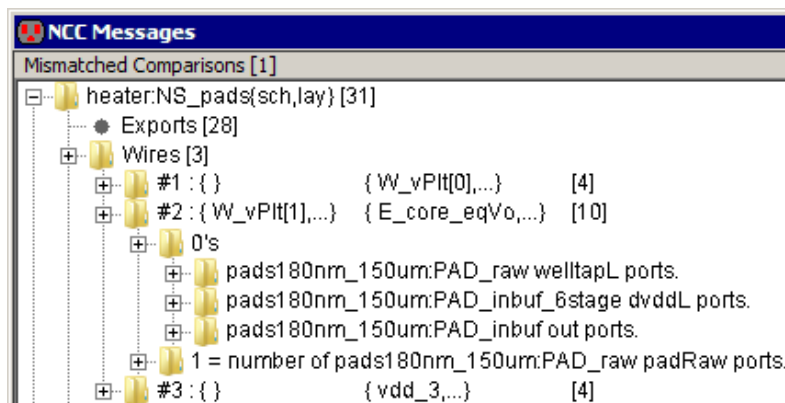 NCC Messages
Mismatched Comparisons [1]
heater:NS_pads{sch,lay} [31]
Exports [28]
Wires [3]
#1 : { } { W_vPlt[0],...} [4]
#2 : { W_vPlt[1],...} { E_core_eqVo,...} [10]
0's
pads180nm_150um:PAD_raw welltapL ports.
pads180nm_150um:PAD_inbuf_6stage dvddL ports.
pads180nm_150um:PAD_inbuf out ports.
1 = number of pads180nm_150um:PAD_raw padRaw ports.
#3 : { } { vdd_3,...} [4]